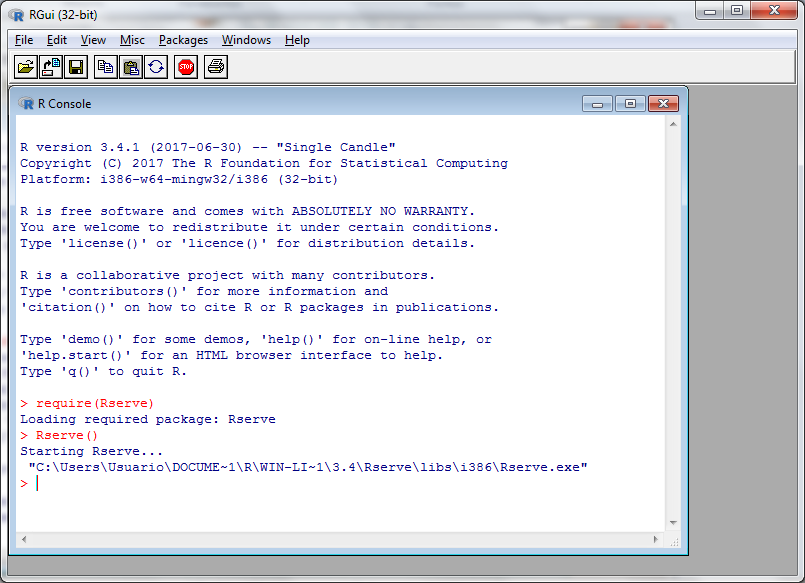 RGui (32-bit)
File Edit View Misc Packages Windows Help
STOP
R Console
R version 3.4.1 (2017-06-30) -- "Single Candle"
Copyright (C) 2017 The R Foundation for Statistical Computing
Platform: i386-w64-mingw32/i386 (32-bit)
R is free software and comes with ABSOLUTELY NO WARRANTY.
You are welcome to redistribute it under certain conditions.
Type 'license()' or 'licence()' for distribution details.
R is a collaborative project with many contributors.
Type 'contributors()' for more information and
'citation()' on how to cite R or R packages in publications.
Type 'demo()' for some demos, 'help()' for on-line help, or
'help.start()' for an HTML browser interface to help.
Type 'q()' to quit R.
> require(Rserve)
Loading required package: Rserve
> Rserve()
Starting Rserve...
"C:\Users\Usuario\DOCUME~1\R\WIN-LI~1\3.4\Rserve\libs\i386\Rserve.exe"
>